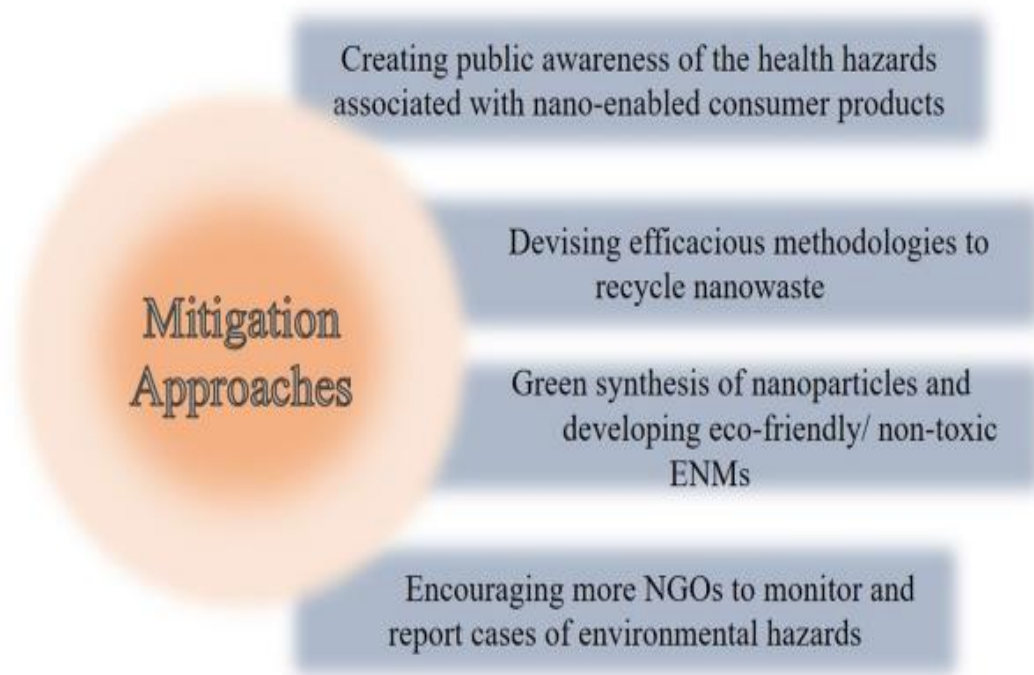 Creating public awareness of the health hazards
associated with nano-enabled consumer products
Devising efficacious methodologies to
recycle nanowaste
Mitigation
Approaches
Green synthesis of nanoparticles and
developing eco-friendly/ non-toxic
ENMs
Encouraging more NGOs to monitor and
report cases of environmental hazards